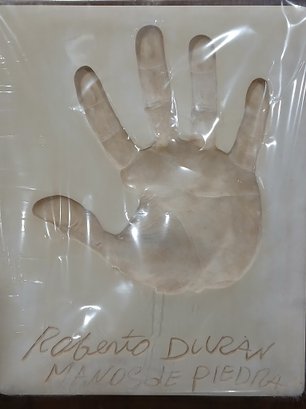 Roberto DURAN
MANOS de PIEDRA